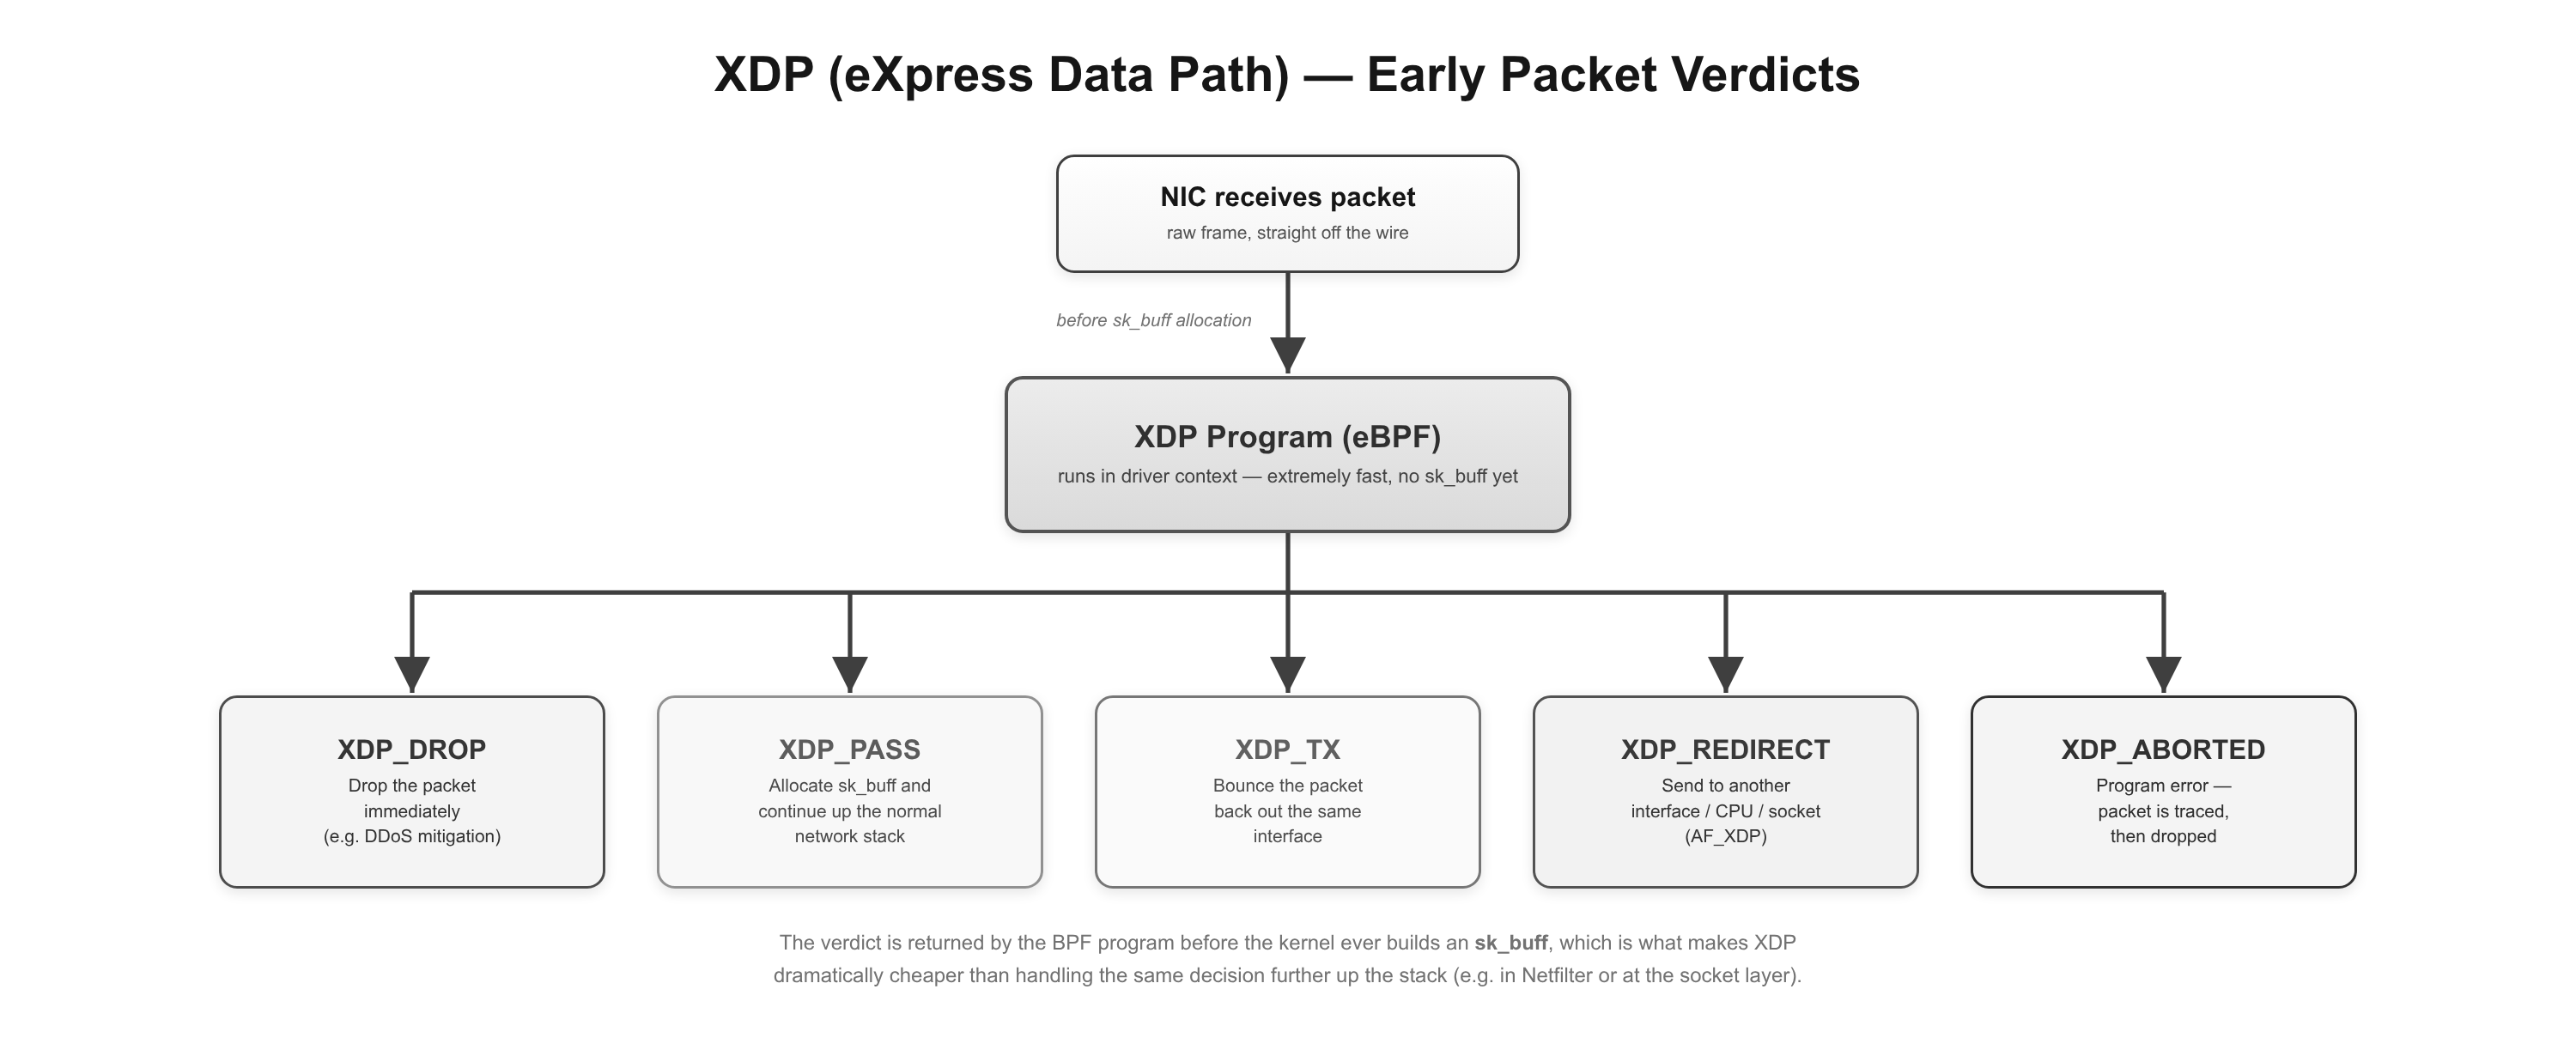 XDP (eXpress Data Path) — Early Packet Verdicts
NIC receives packet
raw frame, straight off the wire
before sk_buff allocation
XDP Program (eBPF)
runs in driver context — extremely fast, no sk_buff yet
XDP_DROP
Drop the packet
immediately
(e.g. DDoS mitigation)
XDP_PASS
Allocate sk_buff and
continue up the normal
network stack
XDP_TX
Bounce the packet
back out the same
interface
XDP_REDIRECT
Send to another
interface / CPU / socket
(AF_XDP)
XDP_ABORTED
Program error —
packet is traced,
then dropped
The verdict is returned by the BPF program before the kernel ever builds an sk_buff, which is what makes XDP
dramatically cheaper than handling the same decision further up the stack (e.g. in Netfilter or at the socket layer).